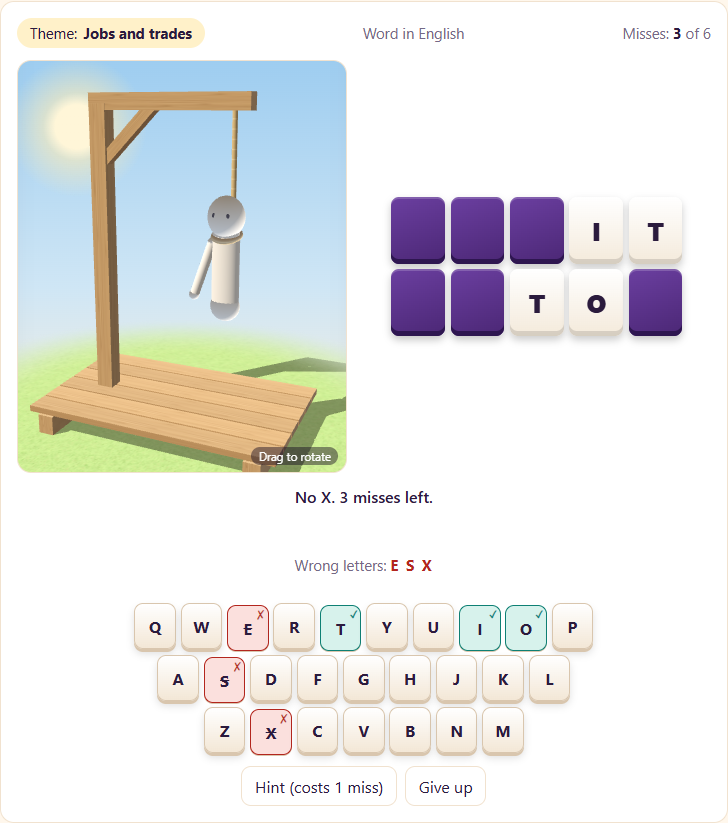 Theme: Jobs and trades
Word in English
Misses: 3 of 6
I T
T O
Drag to rotate
No X. 3 misses left.
Wrong letters: E S X
Q W E ✗ R T ✓ Y U I ✓ O ✓ P
A S ✗ D F G H J K L
Z X ✗ C V B N M
Hint (costs 1 miss) Give up